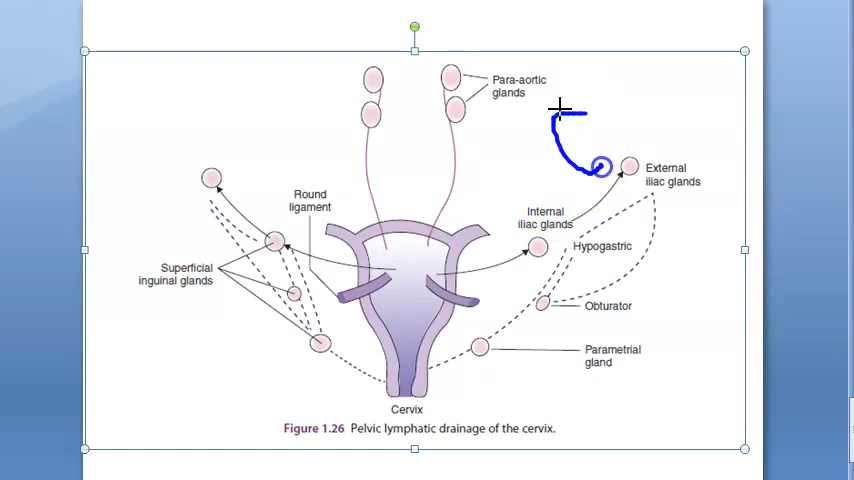 Para-aortic
glands
External
iliac glands
Round
ligament
Internal
iliac glands
Hypogastric
Superficial
inguinal glands
Obturator
Parametrial
gland
Cervix
Figure 1.26 Pelvic lymphatic drainage of the cervix.